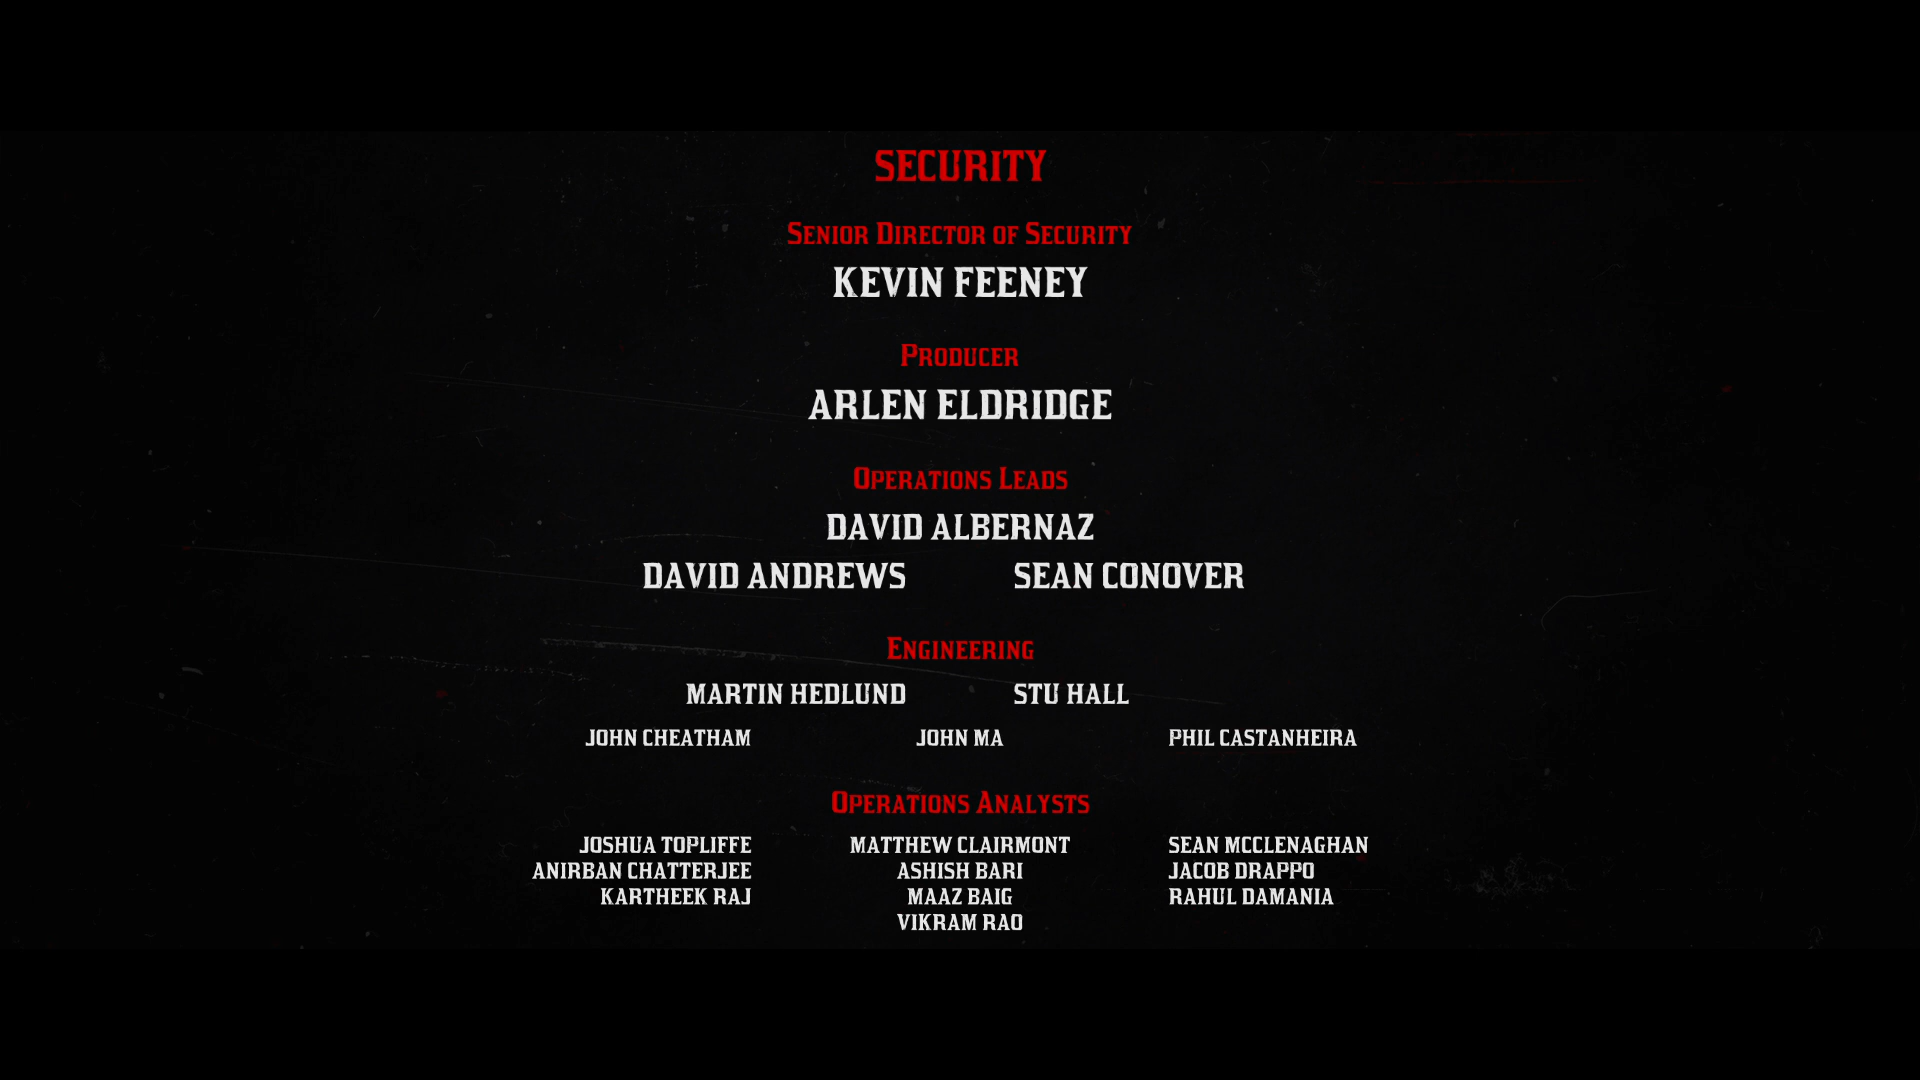 SECURITY
SENIOR DIRECTOR OF SECURITY
KEVIN FEENEY
PRODUCER
ARLEN ELDRIDGE
OPERATIONS LEADS
DAVID ALBERNAZ
DAVID ANDREWS SEAN CONOVER
ENGINEERING
MARTIN HEDLUND STU HALL
JOHN CHEATHAM JOHN MA PHIL CASTANHEIRA
OPERATIONS ANALYSTS
JOSHUA TOPLIFFE MATTHEW CLAIRMONT SEAN MCCLENAGHAN
ANIRBAN CHATTERJEE ASHISH BARI JACOB DRAPPO
KARTHEEK RAJ MAAZ BAIG RAHUL DAMANIA
VIKRAM RAO